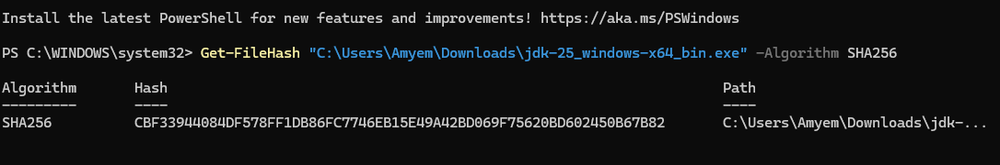 Install the latest PowerShell for new features and improvements! https://aka.ms/PSWindows
PS C:\WINDOWS\system32> Get-FileHash "C:\Users\Amyem\Downloads\jdk-25_windows-x64_bin.exe" -Algorithm SHA256
Algorithm Hash Path
--------- ---- ----
SHA256 CBF33944084DF578FF1DB86FC7746EB15E49A42BD069F75620BD602450B67B82 C:\Users\Amyem\Downloads\jdk-...